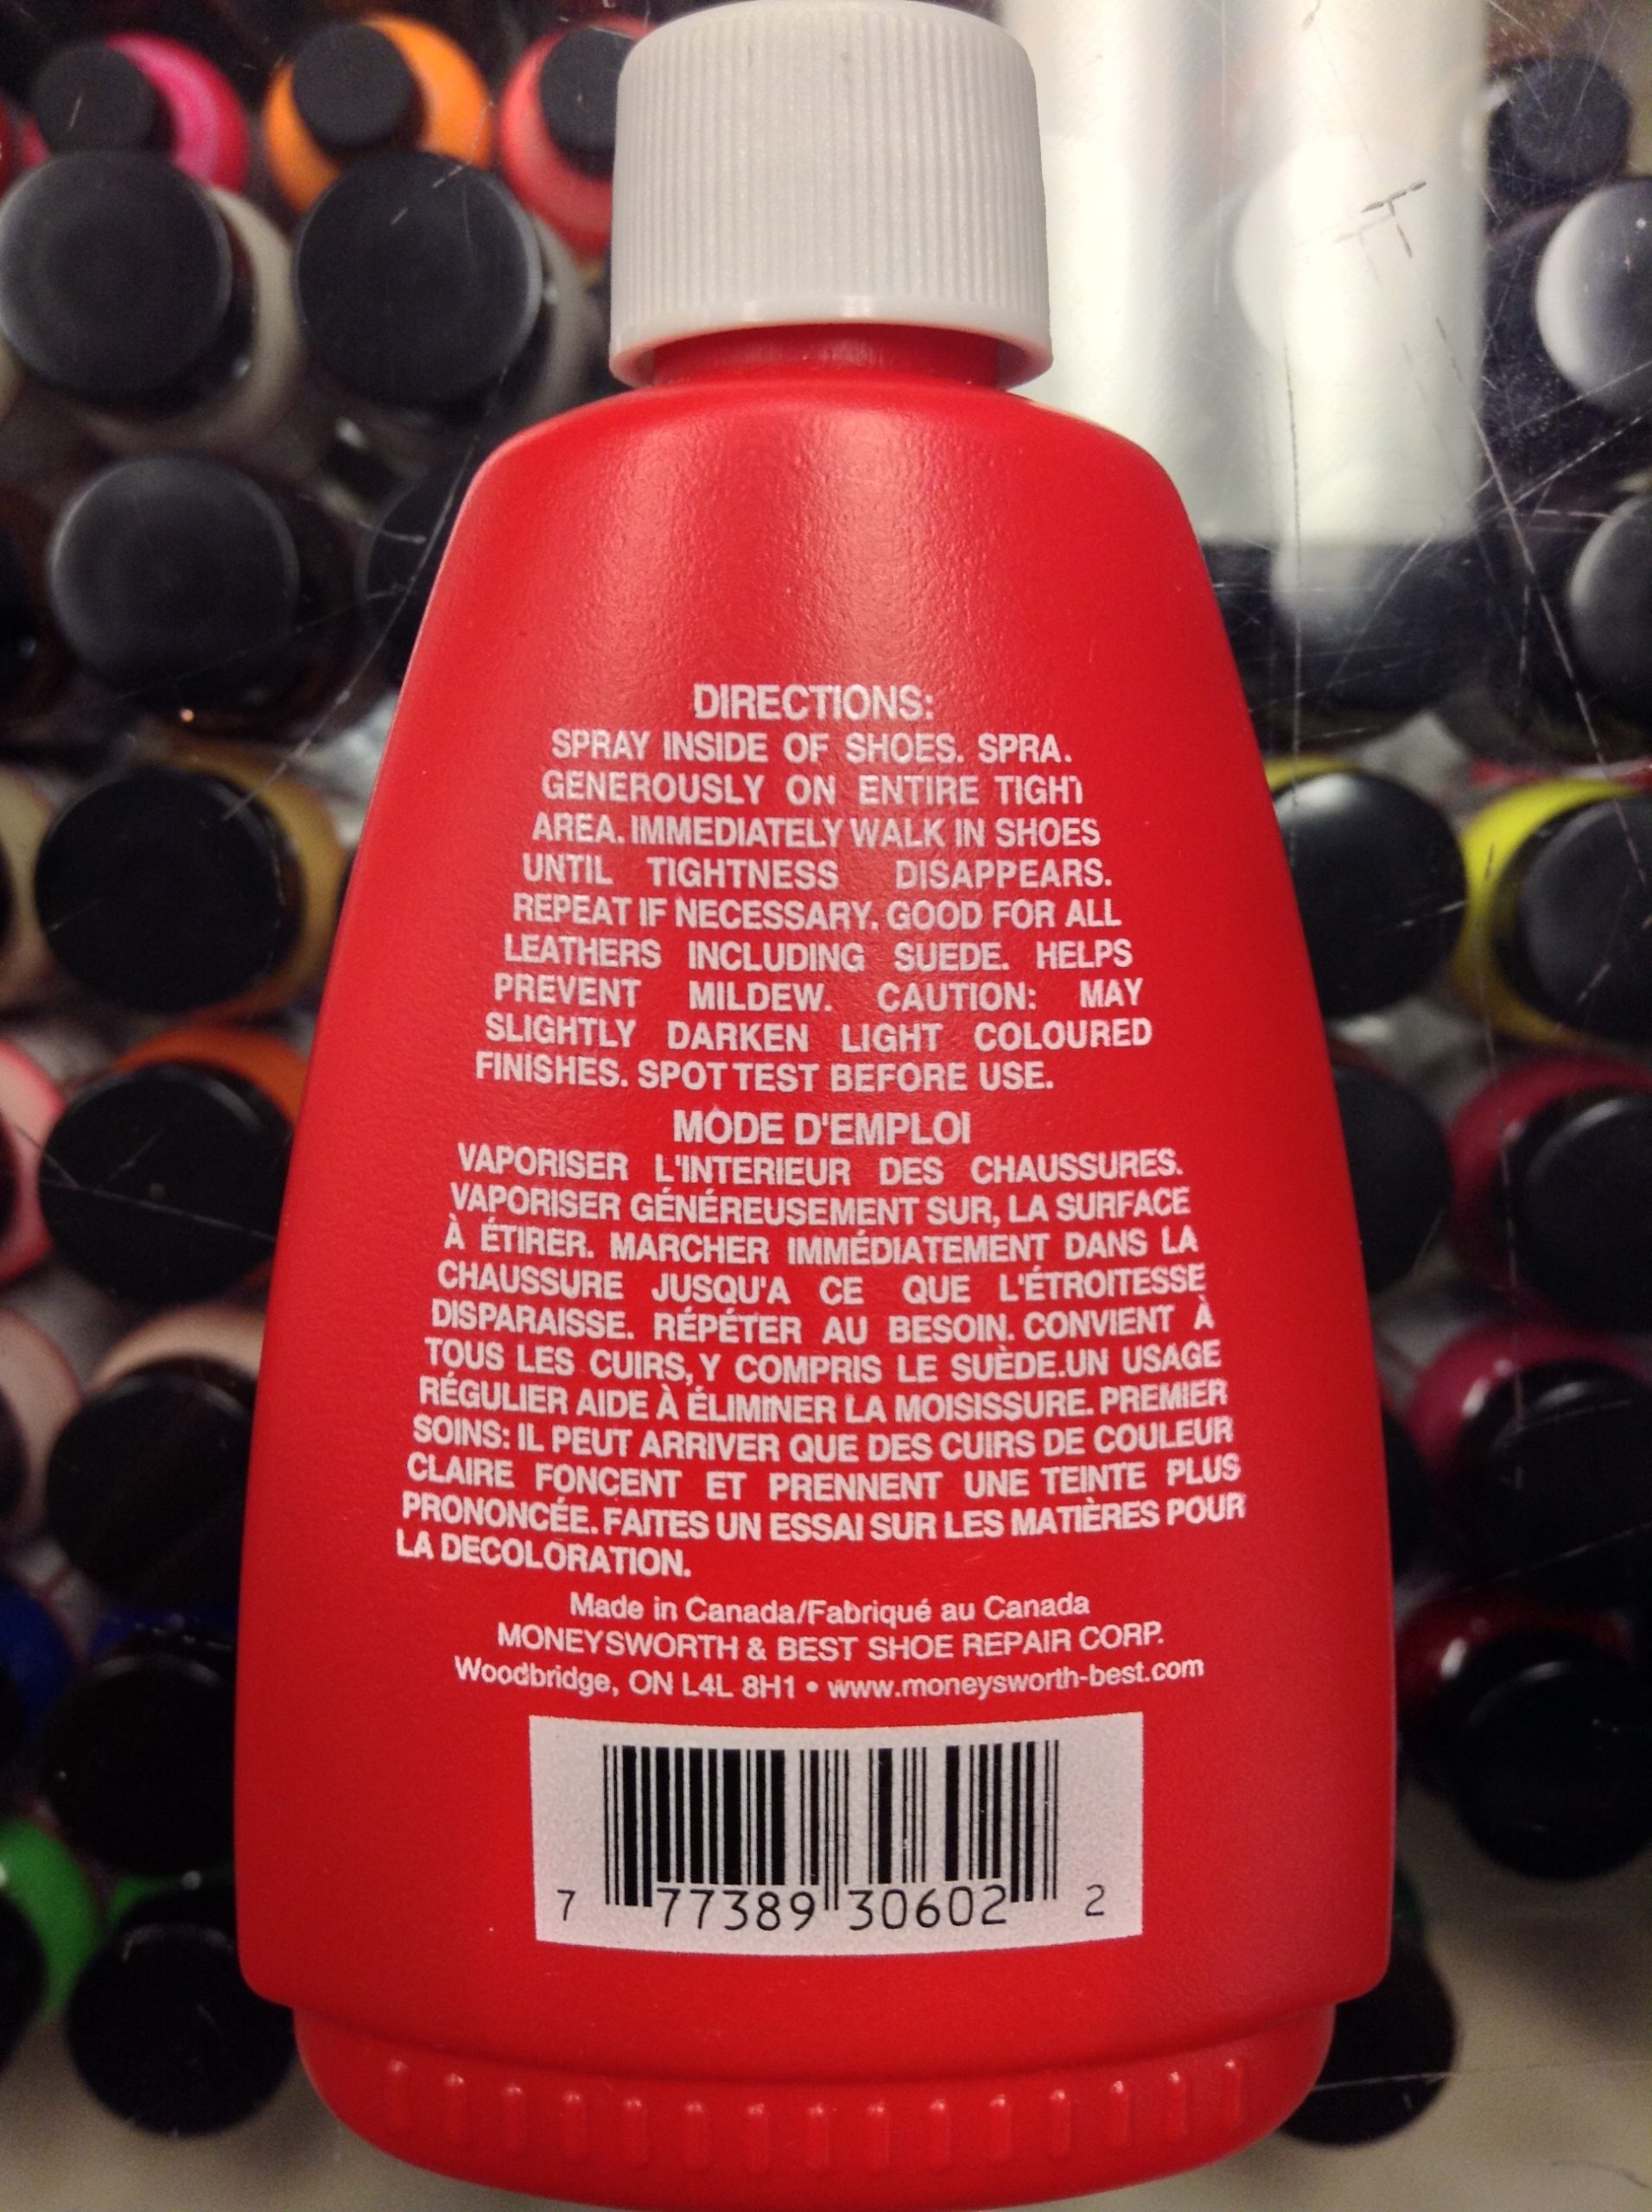 DIRECTIONS:
SPRAY INSIDE OF SHOES. SPRA.
GENEROUSLY ON ENTIRE TIGHT
AREA. IMMEDIATELY WALK IN SHOES
UNTIL TIGHTNESS DISAPPEARS.
REPEAT IF NECESSARY. GOOD FOR ALL
LEATHERS INCLUDING SUEDE. HELPS
PREVENT MILDEW. CAUTION: MAY
SLIGHTLY DARKEN LIGHT COLOURED
FINISHES. SPOT TEST BEFORE USE.
MODE D'EMPLOI
VAPORISER L'INTERIEUR DES CHAUSSURES.
VAPORISER GÉNÉREUSEMENT SUR, LA SURFACE
À ÉTIRER. MARCHER IMMÉDIATEMENT DANS LA
CHAUSSURE JUSQU'A CE QUE L'ÉTROITESSE
DISPARAISSE. RÉPÉTER AU BESOIN. CONVIENT À
TOUS LES CUIRS, Y COMPRIS LE SUÈDE.UN USAGE
RÉGULIER AIDE À ÉLIMINER LA MOISISSURE. PREMIER
SOINS: IL PEUT ARRIVER QUE DES CUIRS DE COULEUR
CLAIRE FONCENT ET PRENNENT UNE TEINTE PLUS
PRONONCÉE. FAITES UN ESSAI SUR LES MATIÈRES POUR
LA DECOLORATION.
Made in Canada/Fabriqué au Canada
MONEYSWORTH & BEST SHOE REPAIR CORP.
Woodbridge, ON L4L 8H1 • www.moneysworth-best.com
7 77389 30602 2